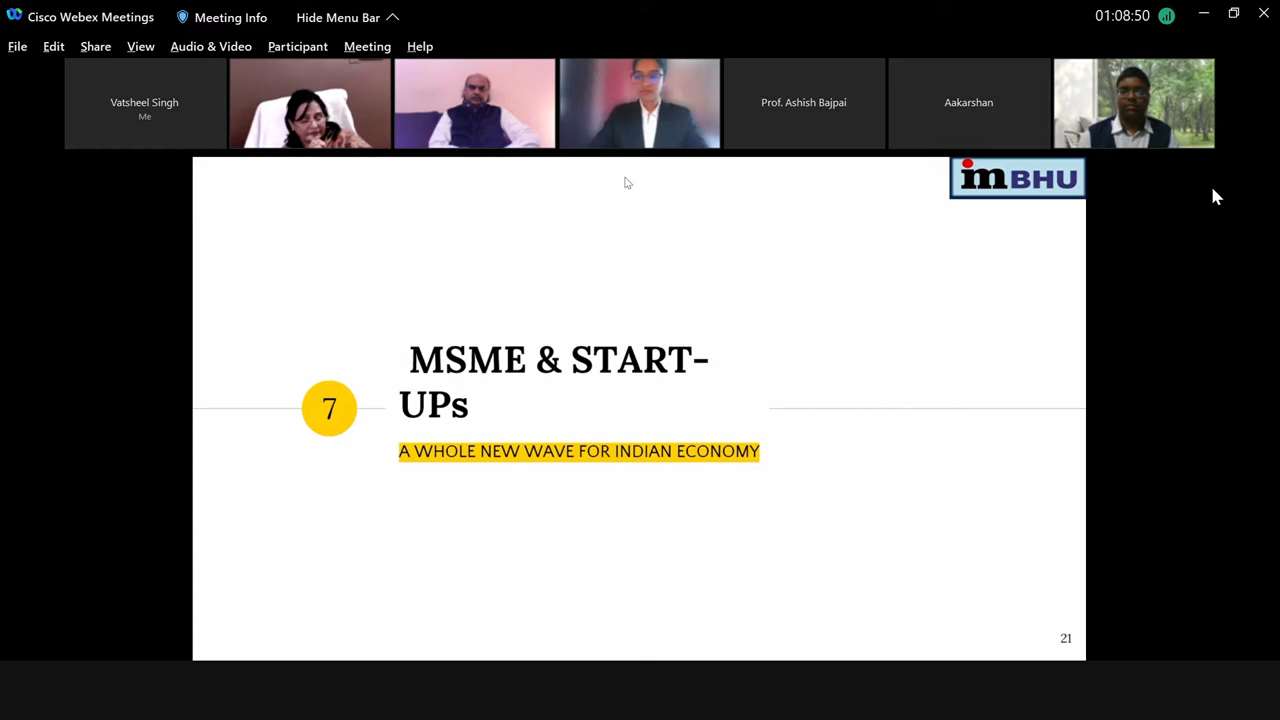 Cisco Webex Meetings
Meeting Info
Hide Menu Bar
01:08:50
File Edit Share View Audio & Video Participant Meeting Help
Vatsheel Singh
Me
Prof. Ashish Bajpai
Aakarshan
imBHU
MSME & START-
UPs
7
A WHOLE NEW WAVE FOR INDIAN ECONOMY
21